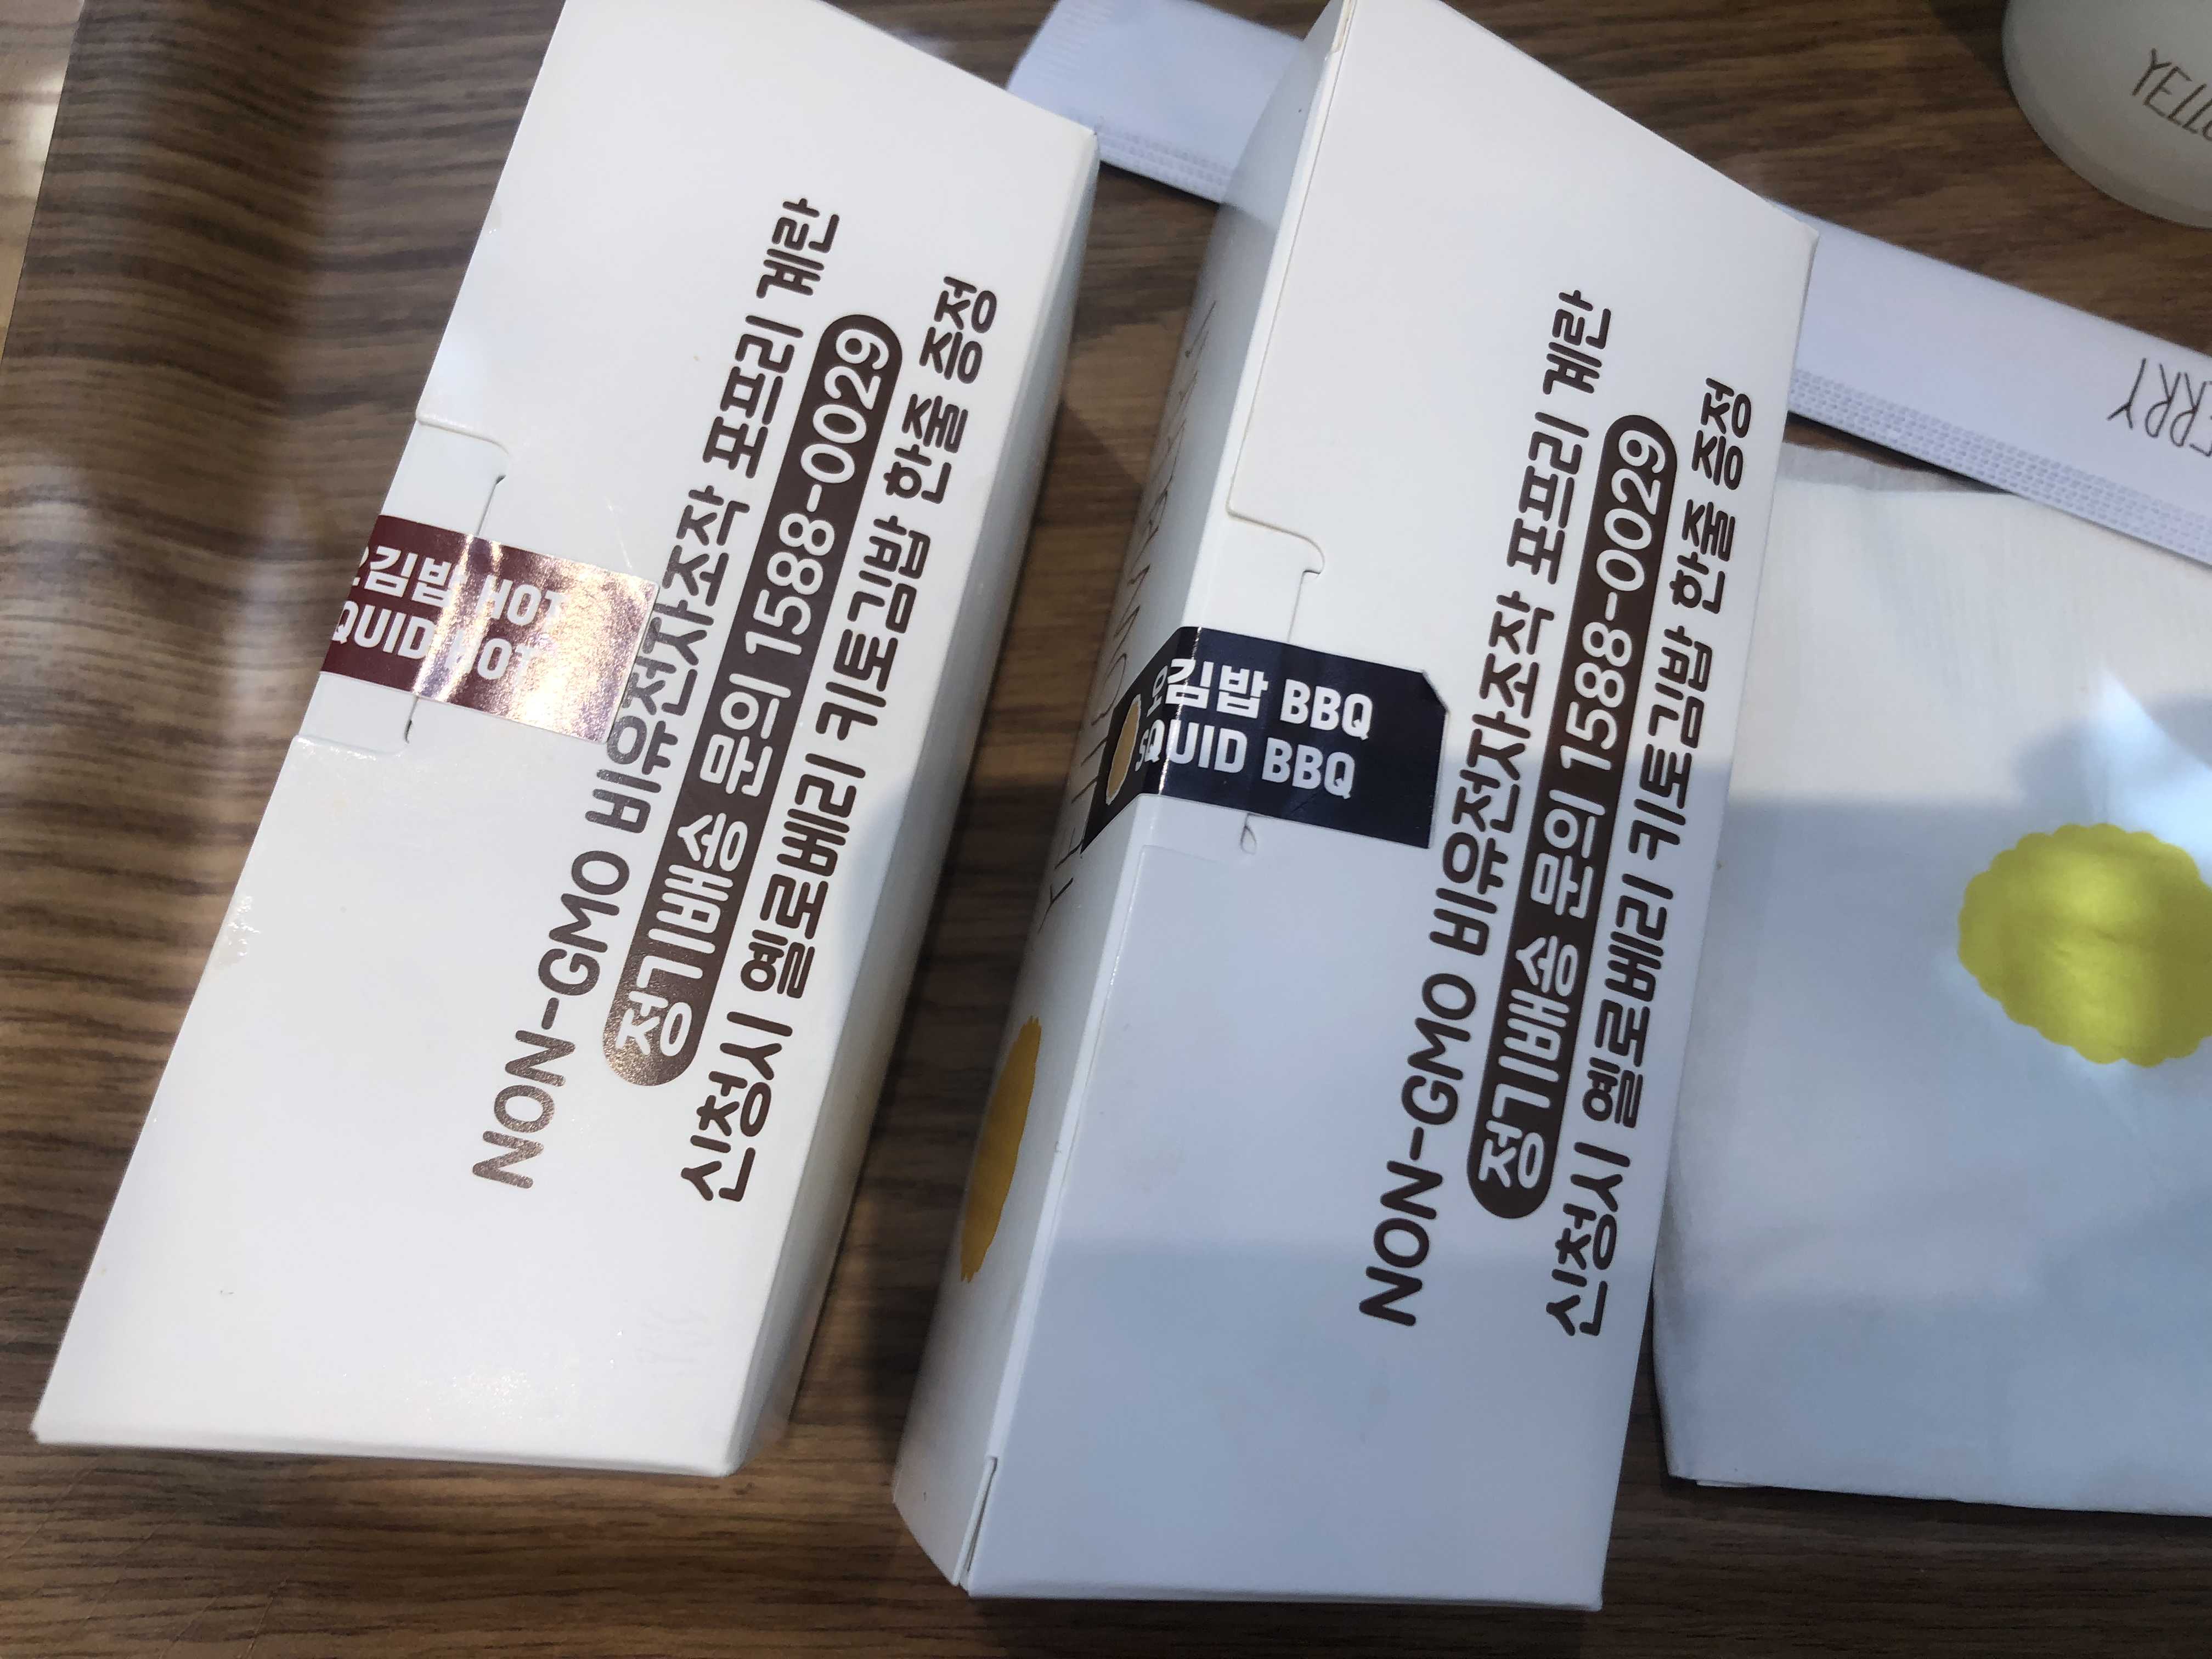 NON-GMO 비유전자조작 포프리 계란
정기배송 문의 1588-0029
신청시 옐로베리 키토김밥 한줄 증정
김밥 HOT
QUID HOT
NON-GMO 비유전자조작 포프리 계란
정기배송 문의 1588-0029
신청시 옐로베리 키토김밥 한줄 증정
오김밥 BBQ
SQUID BBQ
YELLO
ERRY